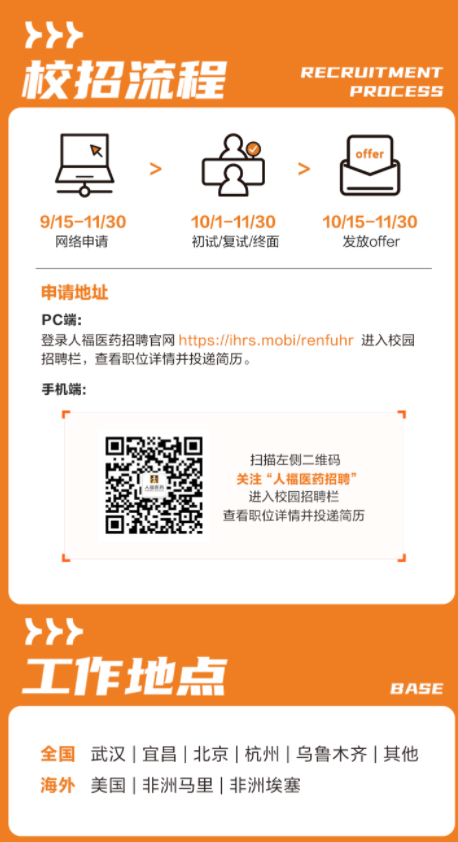 校招流程
RECRUITMENT
PROCESS
offer
9/15-11/30
网络申请
>
10/1-11/30
初试/复试/终面
>
10/15-11/30
发放offer
申请地址
PC端:
登录人福医药招聘官网 https://ihrs.mobi/renfuhr 进入校园
招聘栏，查看职位详情并投递简历。
手机端:
人福医药
扫描左侧二维码
关注“人福医药招聘”
进入校园招聘栏
查看职位详情并投递简历
工作地点
BASE
全国 武汉 | 宜昌 | 北京 | 杭州 | 乌鲁木齐 | 其他
海外 美国 | 非洲马里 | 非洲埃塞